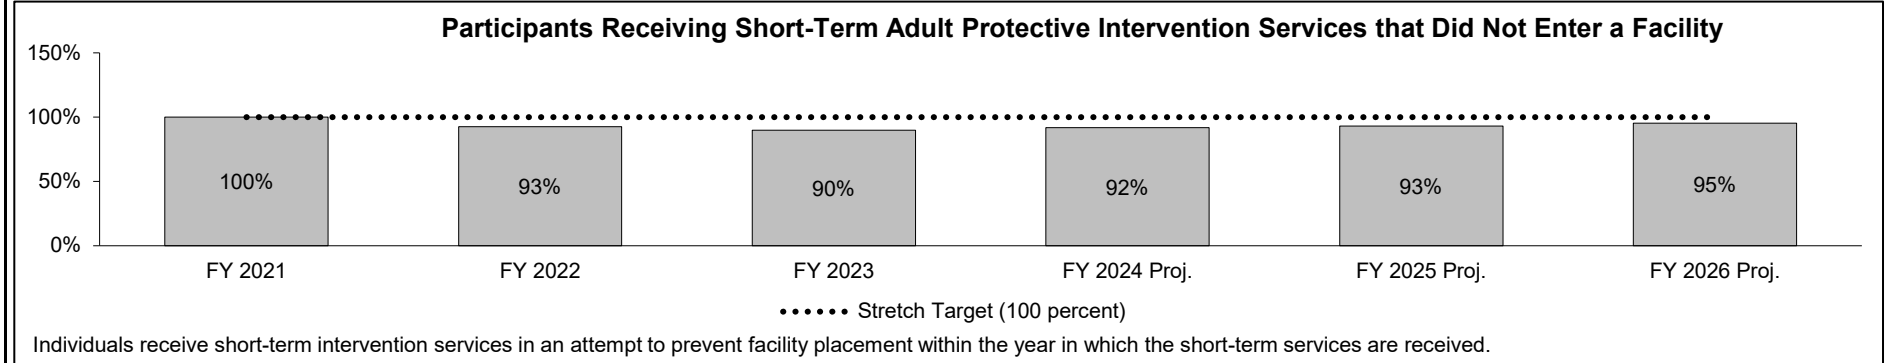 Participants Receiving Short-Term Adult Protective Intervention Services that Did Not Enter a Facility
150%
100%
50%
0%
100%
93%
90%
92%
93%
95%
FY 2021
FY 2022
FY 2023
FY 2024 Proj.
FY 2025 Proj.
FY 2026 Proj.
Stretch Target (100 percent)
Individuals receive short-term intervention services in an attempt to prevent facility placement within the year in which the short-term services are received.